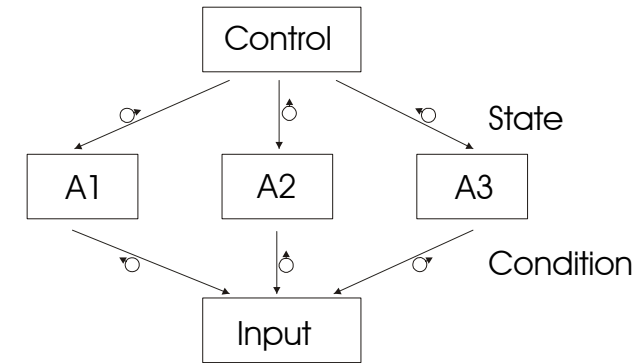 Control
State
A1
A2
A3
Condition
Input